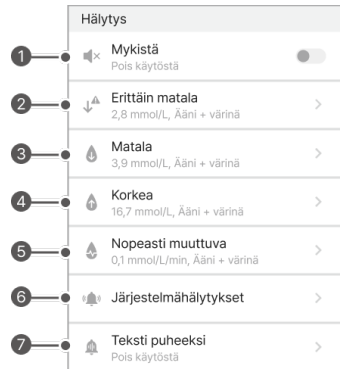 Hälytys
1
Mykistä
Pois käytöstä
2
Erittäin matala
2,8 mmol/L, Ääni + värinä
3
Matala
3,9 mmol/L, Ääni + värinä
4
Korkea
16,7 mmol/L, Ääni + värinä
5
Nopeasti muuttuva
0,1 mmol/L/min, Ääni + värinä
6
Järjestelmähälytykset
7
Teksti puheeksi
Pois käytöstä